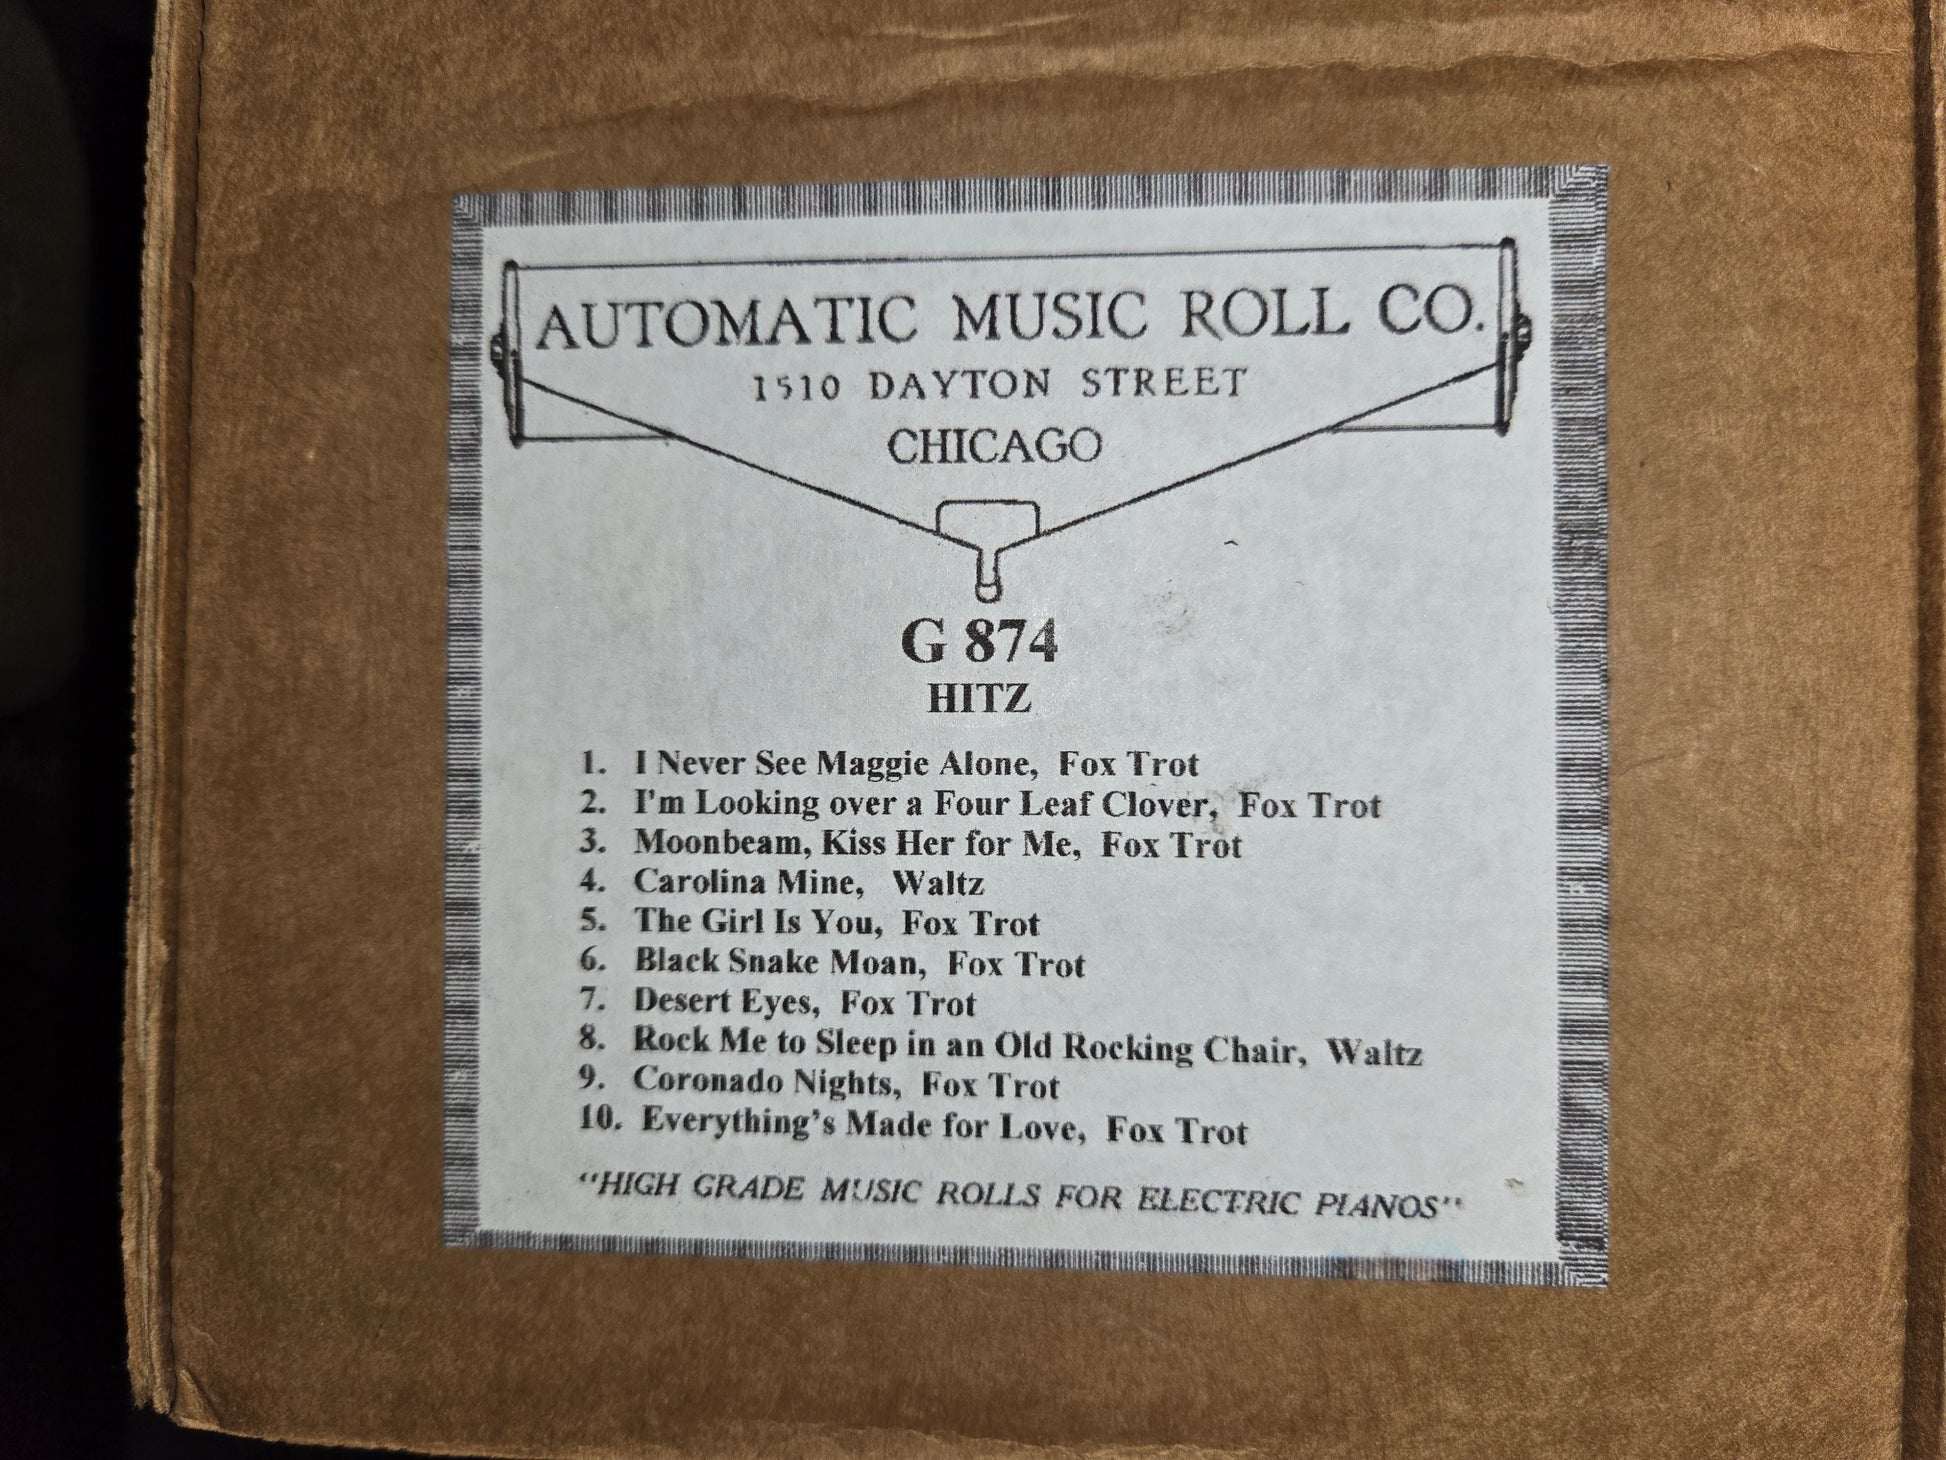 AUTOMATIC MUSIC ROLL CO.
1510 DAYTON STREET
CHICAGO
G 874
HITZ
1. I Never See Maggie Alone, Fox Trot
2. I'm Looking over a Four Leaf Clover, Fox Trot
3. Moonbeam, Kiss Her for Me, Fox Trot
4. Carolina Mine, Waltz
5. The Girl Is You, Fox Trot
6. Black Snake Moan, Fox Trot
7. Desert Eyes, Fox Trot
8. Rock Me to Sleep in an Old Rocking Chair, Waltz
9. Coronado Nights, Fox Trot
10. Everything's Made for Love, Fox Trot
"HIGH GRADE MUSIC ROLLS FOR ELECTRIC PIANOS"